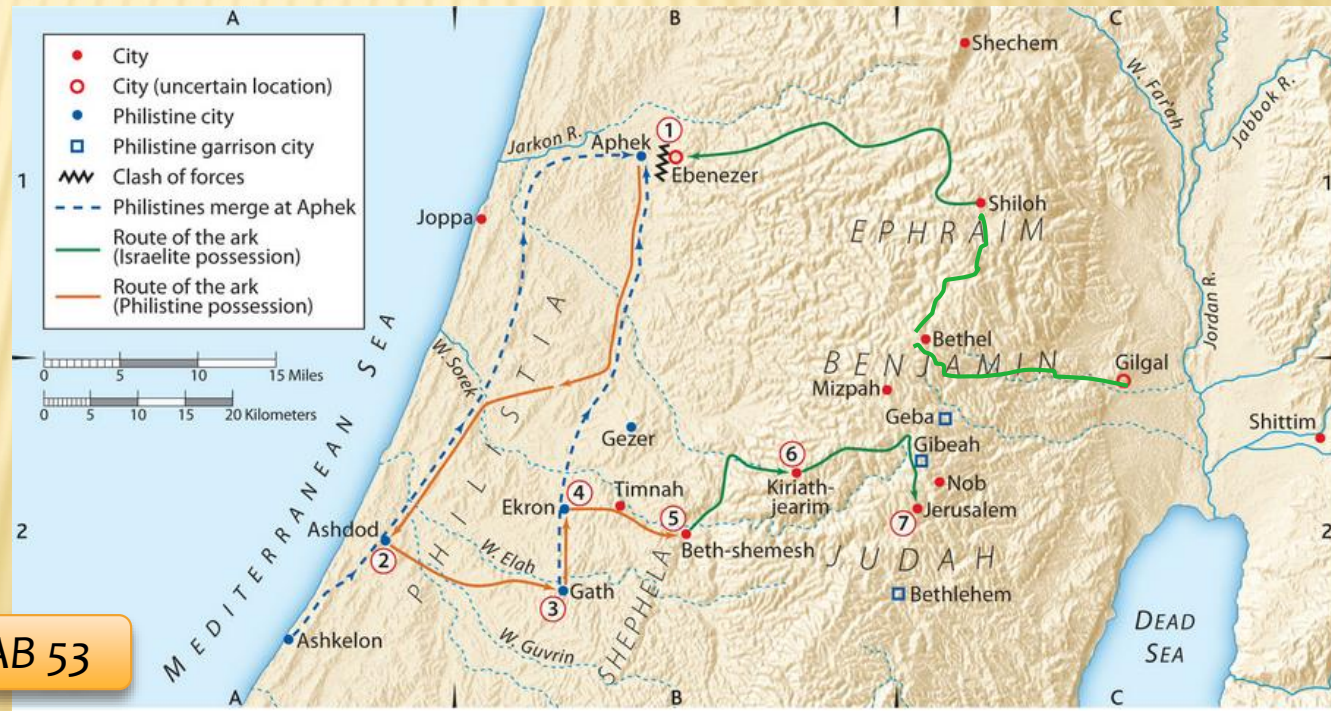 A
B
C
City
City (uncertain location)
Philistine city
Philistine garrison city
Clash of forces
Philistines merge at Aphek
Route of the ark
(Israelite possession)
Route of the ark
(Philistine possession)
0 5 10 15 Miles
0 5 10 15 20 Kilometers
1
1
2
2
Shechem
W. Far'ah
Jabbok R.
Jarkon R.
Aphek
1
Ebenezer
Joppa
Shiloh
EPHRAIM
Jordan R.
Bethel
BENJAMIN
Gilgal
Mizpah
Geba
Gibeah
Shittim
W. Sorek
PHILISTIA
Gezer
6
Kiriath-
jearim
Nob
Jerusalem
7
Ekron
4
Timnah
5
Beth-shemesh
Ashdod
2
W. Elah
JUDAH
3
Gath
SHEPHELA
Bethlehem
MEDITERRANEAN SEA
Ashkelon
W. Guvrin
DEAD
SEA
AB 53
A
B
C